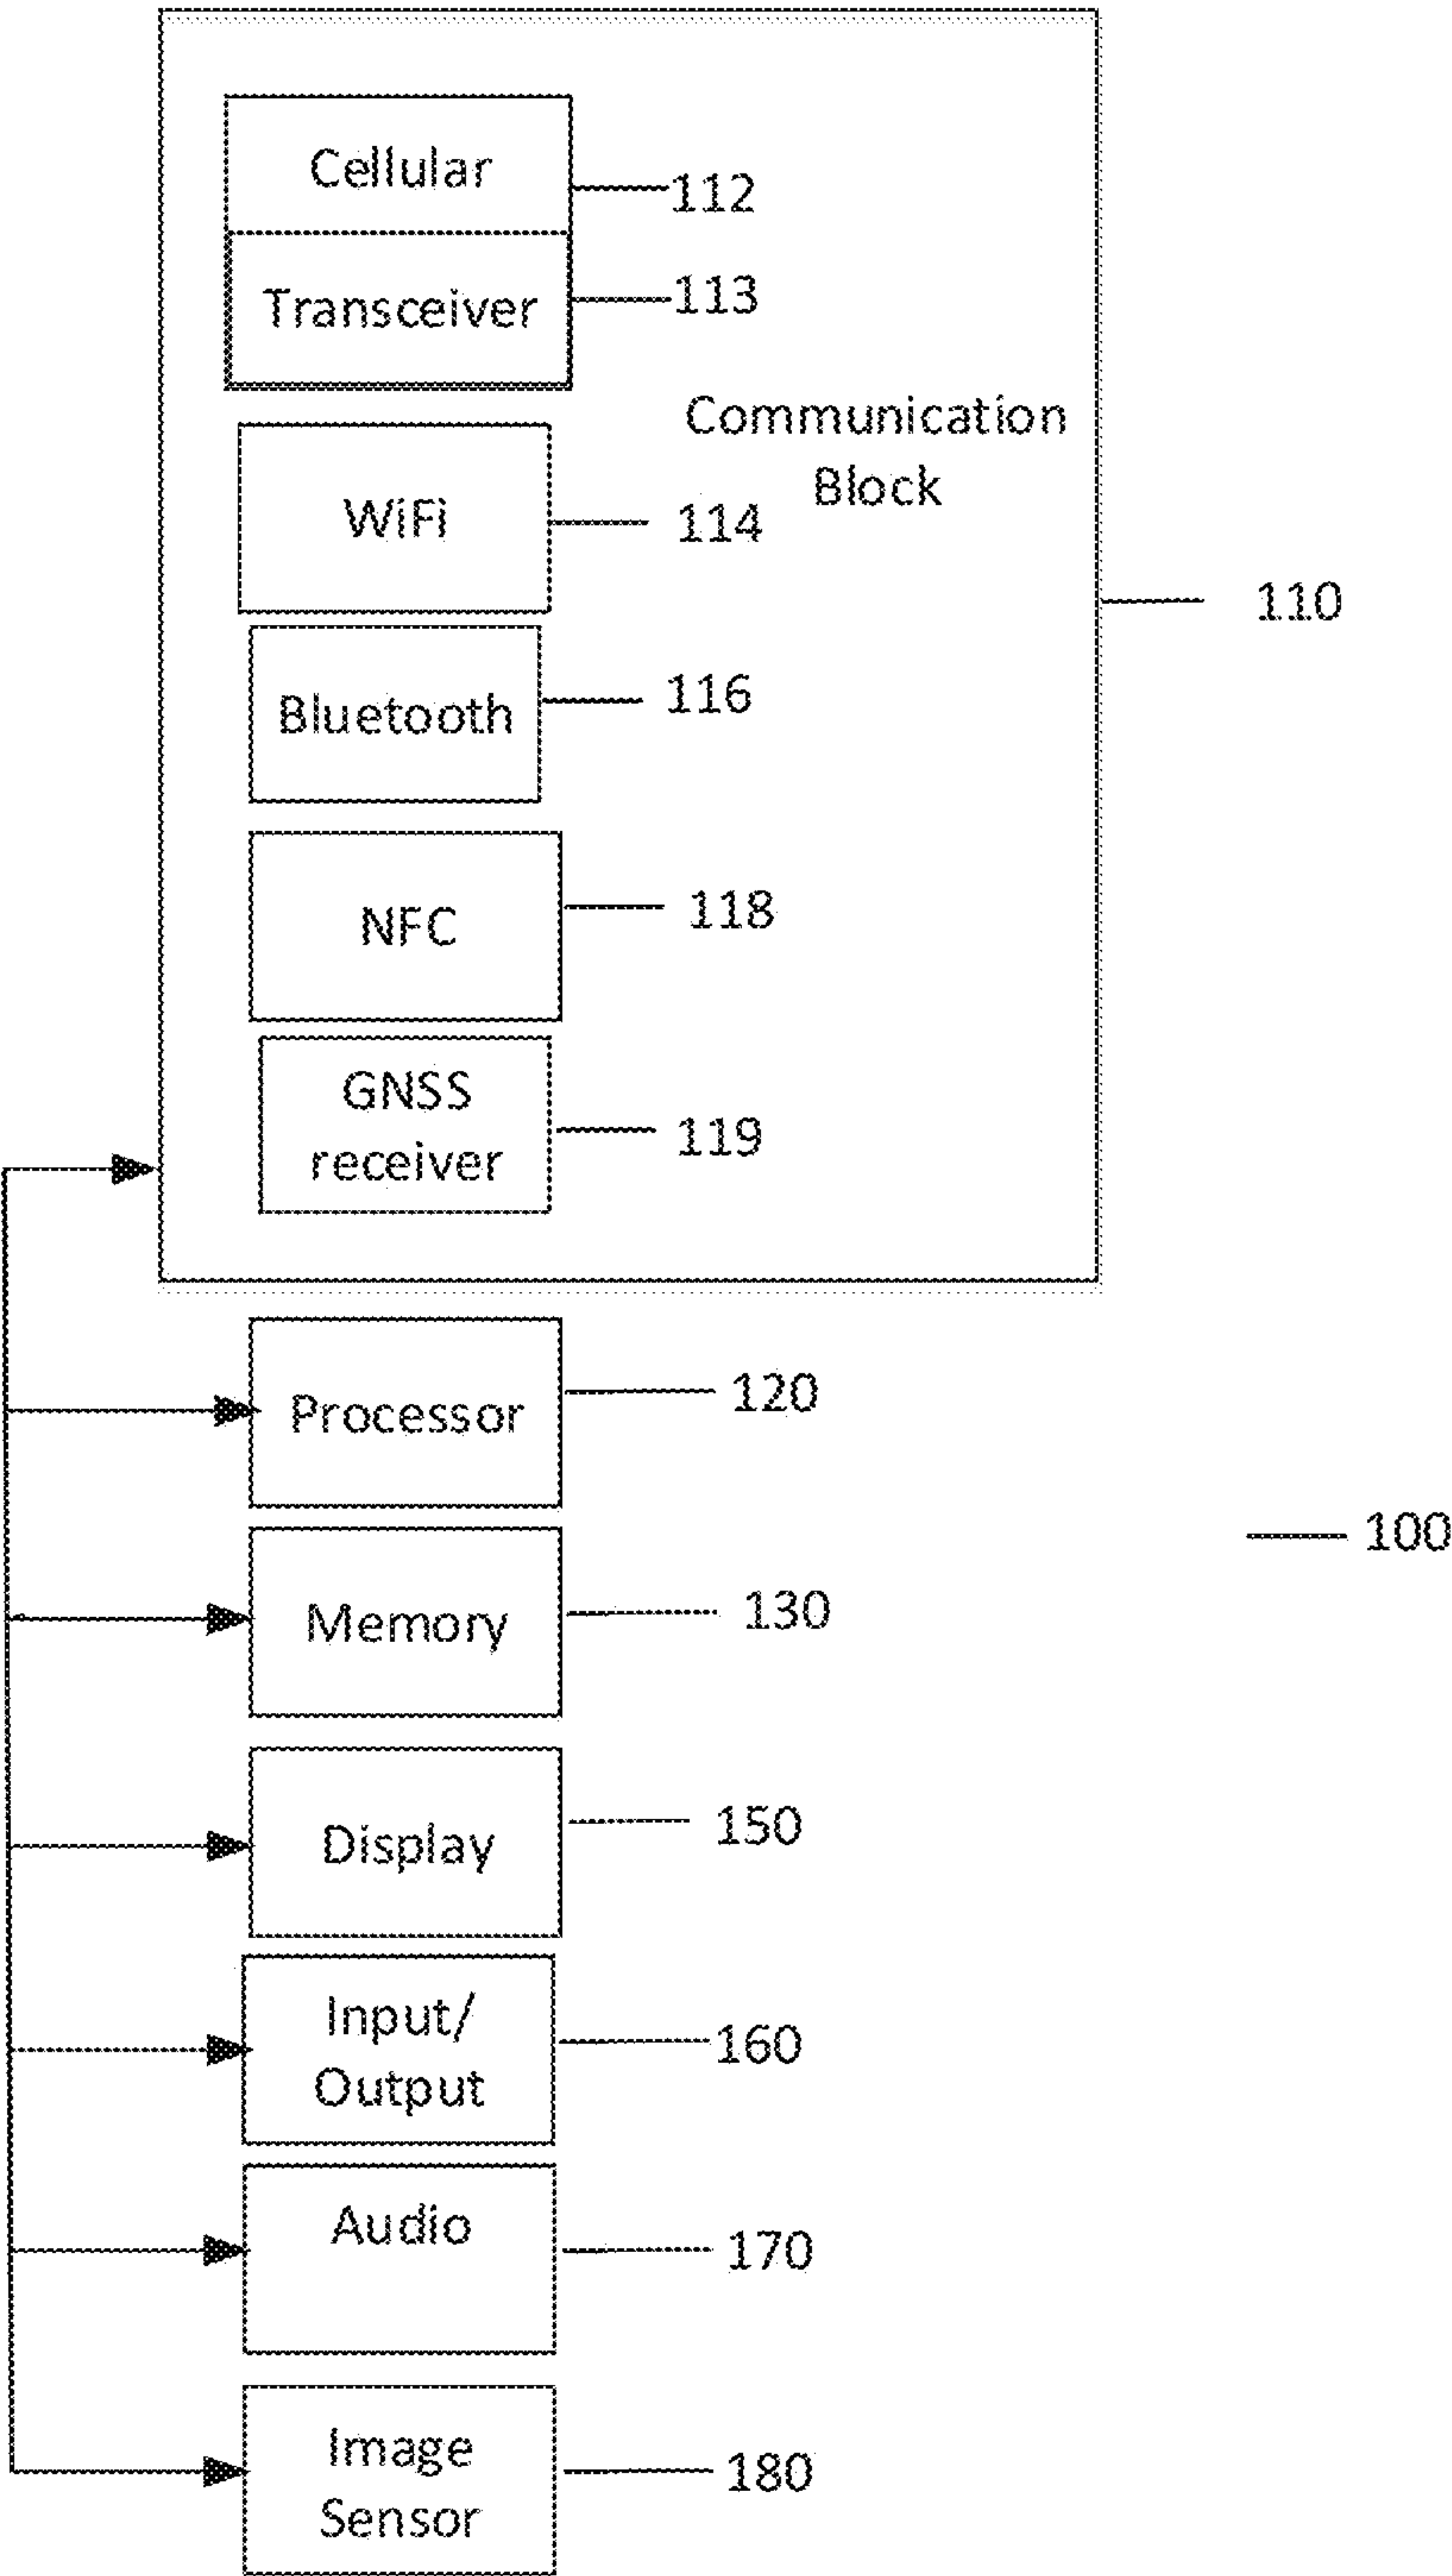 Cellular
112
Transceiver
113
Communication
Block
WiFi
114
110
Bluetooth
116
NFC
118
GNSS
receiver
119
Processor
120
100
Memory
130
Display
150
Input/
Output
160
Audio
170
Image
Sensor
180